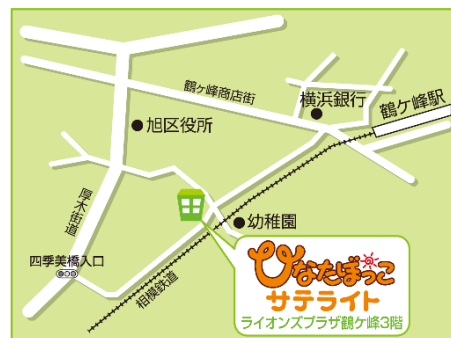 鶴ヶ峰商店街
横浜銀行
鶴ケ峰駅
旭区役所
厚木街道
四季美橋入口
幼稚園
相模鉄道
ひなたぼっこ
サテライト
ライオンズプラザ鶴ケ峰3階